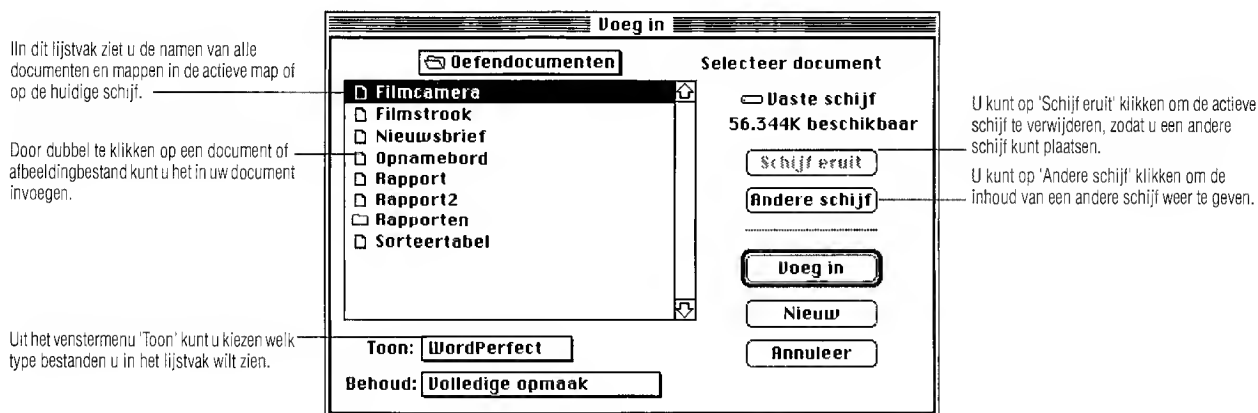 Voeg in
IIn dit lijstvak ziet u de namen van alle
documenten en mappen in de actieve map of
op de huidige schijf.
Door dubbel te klikken op een document of
afbeeldingbestand kunt u het in uw document
invoegen.
Uit het venstermenu 'Toon' kunt u kiezen welk
type bestanden u in het lijstvak wilt zien.
Oefendocumenten
Filmcamera
Filmstrook
Nieuwsbrief
Opnamebord
Rapport
Rapport2
Rapporten
Sorteertabel
Toon: WordPerfect
Behoud: Volledige opmaak
Selecteer document
Vaste schijf
56.344K beschikbaar
Schijf eruit
Andere schijf
Voeg in
Nieuw
Annuleer
U kunt op 'Schijf eruit' klikken om de actieve
schijf te verwijderen, zodat u een andere
schijf kunt plaatsen.
U kunt op 'Andere schijf' klikken om de
inhoud van een andere schijf weer te geven.